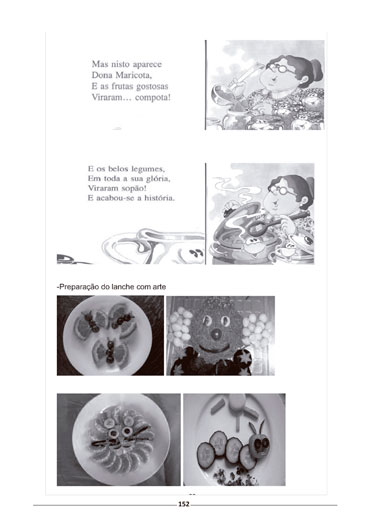 Mas nisto aparece
Dona Maricota,
E as frutas gostosas
Viraram... compota!
E os belos legumes,
Em toda a sua glória,
Viraram sopão!
E acabou-se a história.
-Preparação do lanche com arte
152